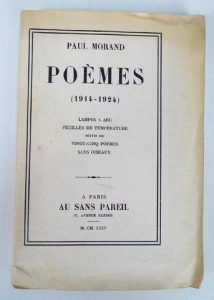 PAUL MORAND
POÈMES
(1914-1924)
LAMPES A ARC
FEUILLES DE TEMPÉRATURE
SUIVIS DE
VINGT-CINQ POÈMES
SANS OISEAUX
A PARIS
AU SANS PAREIL
37, AVENUE KLÉBER
M. CM. XXIV